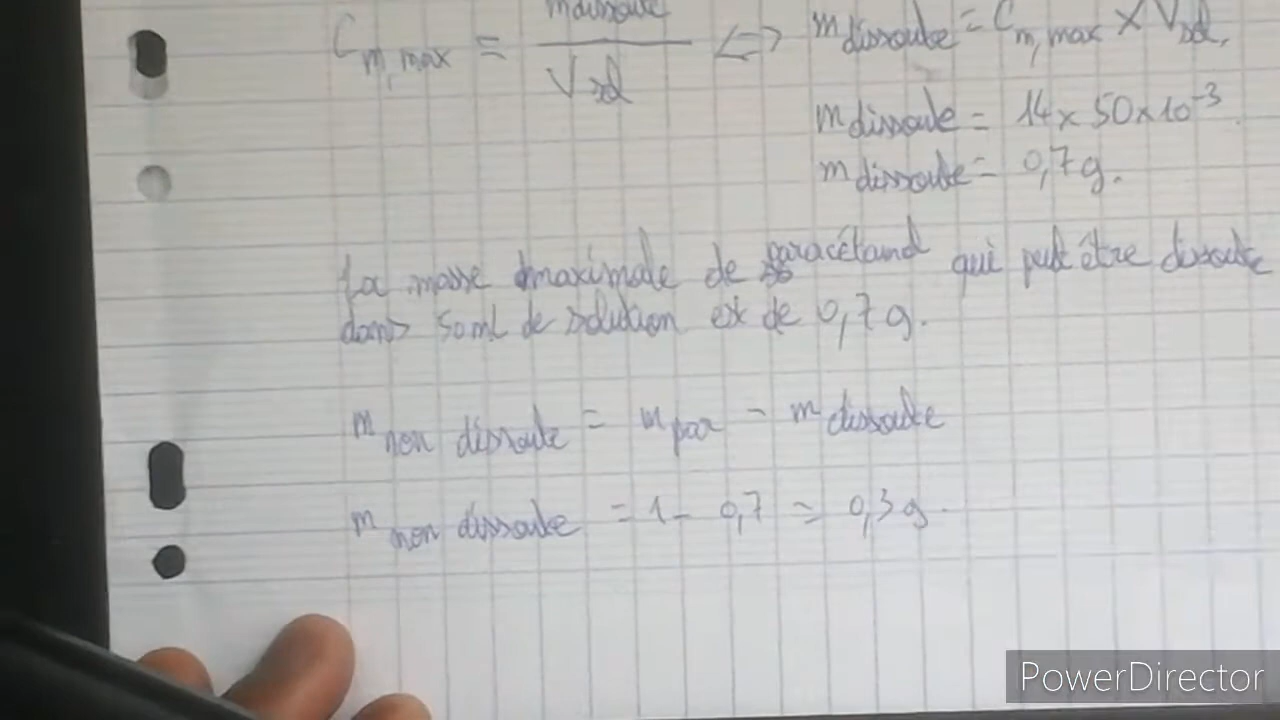 C m,max = m dissoute / V sol <=> m dissoute = C m,max × V sol.
m dissoute = 14 × 50 × 10⁻³.
m dissoute = 0,7 g.
La masse maximale de paracétamol qui peut être dissoute
dans 50 mL de solution est de 0,7 g.
m non dissoute = m par - m dissoute
m non dissoute = 1 - 0,7 = 0,3 g.
PowerDirector